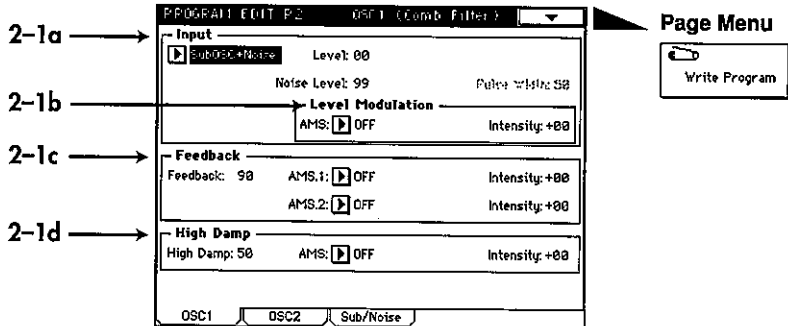 PROGRAM EDIT P2 OSC1 (Comb Filter)
Page Menu
Write Program
2-1a
Input
SubOSC+Noise Level: 00
Noise Level: 99 Pulse Width: 50
2-1b
Level Modulation
AMS: OFF Intensity: +00
2-1c
Feedback
Feedback: 90 AMS.1: OFF Intensity: +00
AMS.2: OFF Intensity: +00
2-1d
High Damp
High Damp: 50 AMS: OFF Intensity: +00
OSC1 OSC2 Sub/Noise